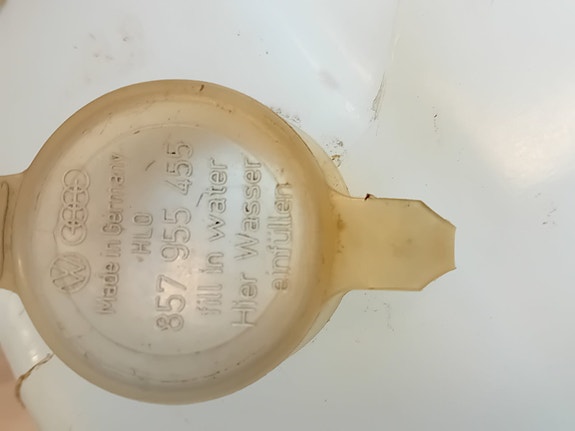 Made in Germany
HLO
857 955 455
fill in water
Hier Wasser
einfüllen